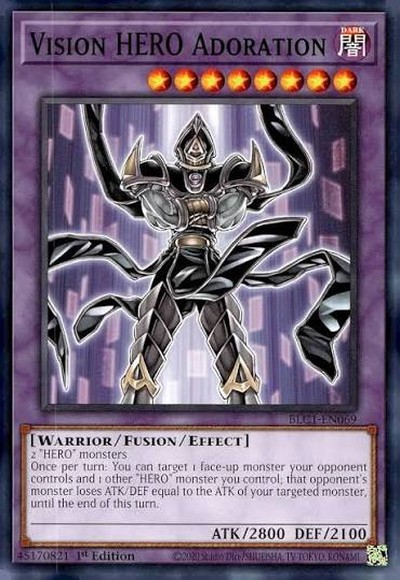 Vision HERO Adoration
DARK
闇
BLC1-EN069
[Warrior/Fusion/Effect]
2 "HERO" monsters
Once per turn: You can target 1 face-up monster your opponent
controls and 1 other "HERO" monster you control; that opponent's
monster loses ATK/DEF equal to the ATK of your targeted monster,
until the end of this turn.
ATK/2800 DEF/2100
45170821 1st Edition
©2020 Studio Dice/SHUEISHA, TV TOKYO, KONAMI